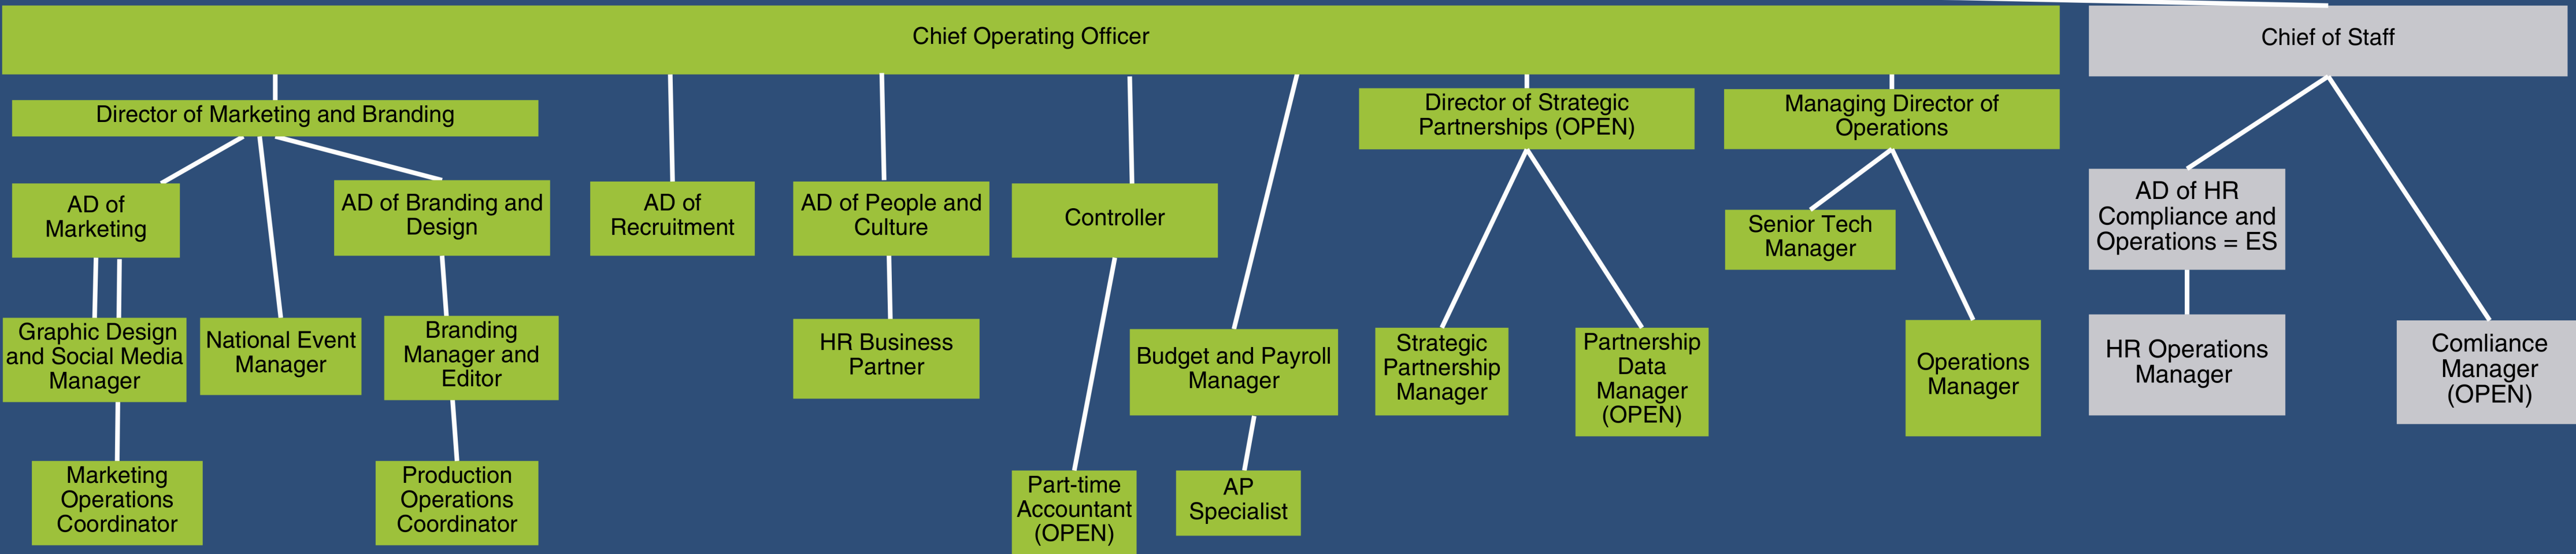 Chief Operating Officer
Chief of Staff
Director of Marketing and Branding
Director of Strategic
Partnerships (OPEN)
Managing Director of
Operations
AD of
Marketing
AD of Branding and
Design
AD of
Recruitment
AD of People and
Culture
Controller
Senior Tech
Manager
AD of HR
Compliance and
Operations = ES
Graphic Design
and Social Media
Manager
National Event
Manager
Branding
Manager and
Editor
HR Business
Partner
Budget and Payroll
Manager
Strategic
Partnership
Manager
Partnership
Data
Manager
(OPEN)
Operations
Manager
HR Operations
Manager
Comliance
Manager
(OPEN)
Marketing
Operations
Coordinator
Production
Operations
Coordinator
Part-time
Accountant
(OPEN)
AP
Specialist